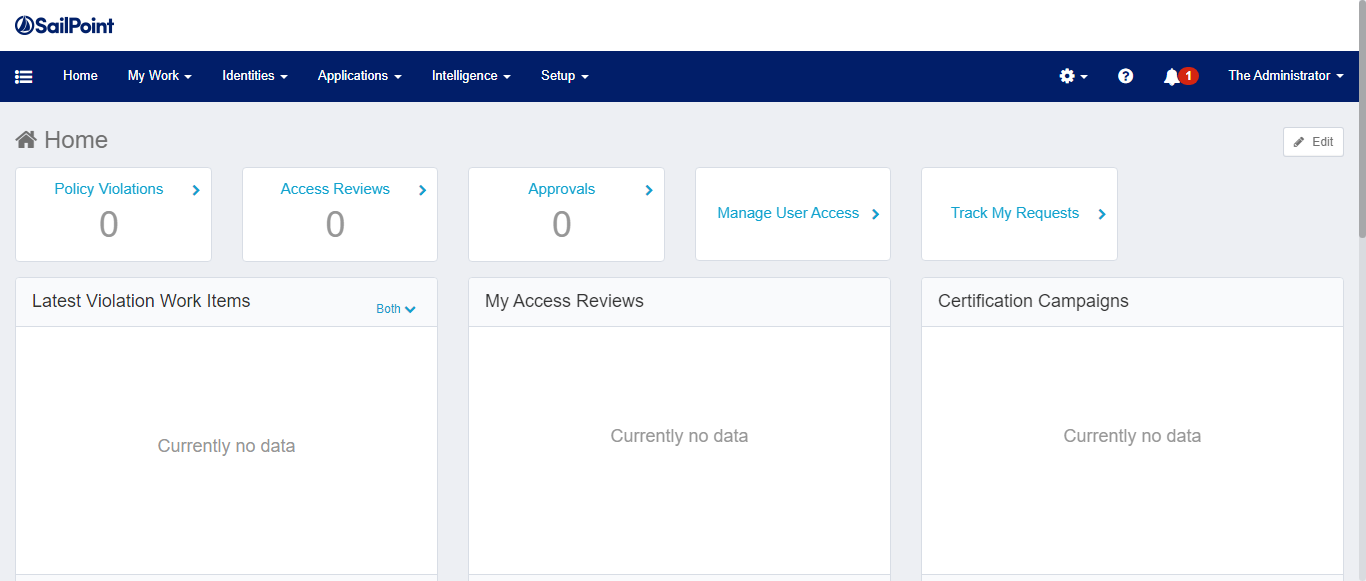 SailPoint
Home My Work Identities Applications Intelligence Setup 1 The Administrator
Home
Edit
Policy Violations
0
Access Reviews
0
Approvals
0
Manage User Access
Track My Requests
Latest Violation Work Items
Both
Currently no data
My Access Reviews
Currently no data
Certification Campaigns
Currently no data